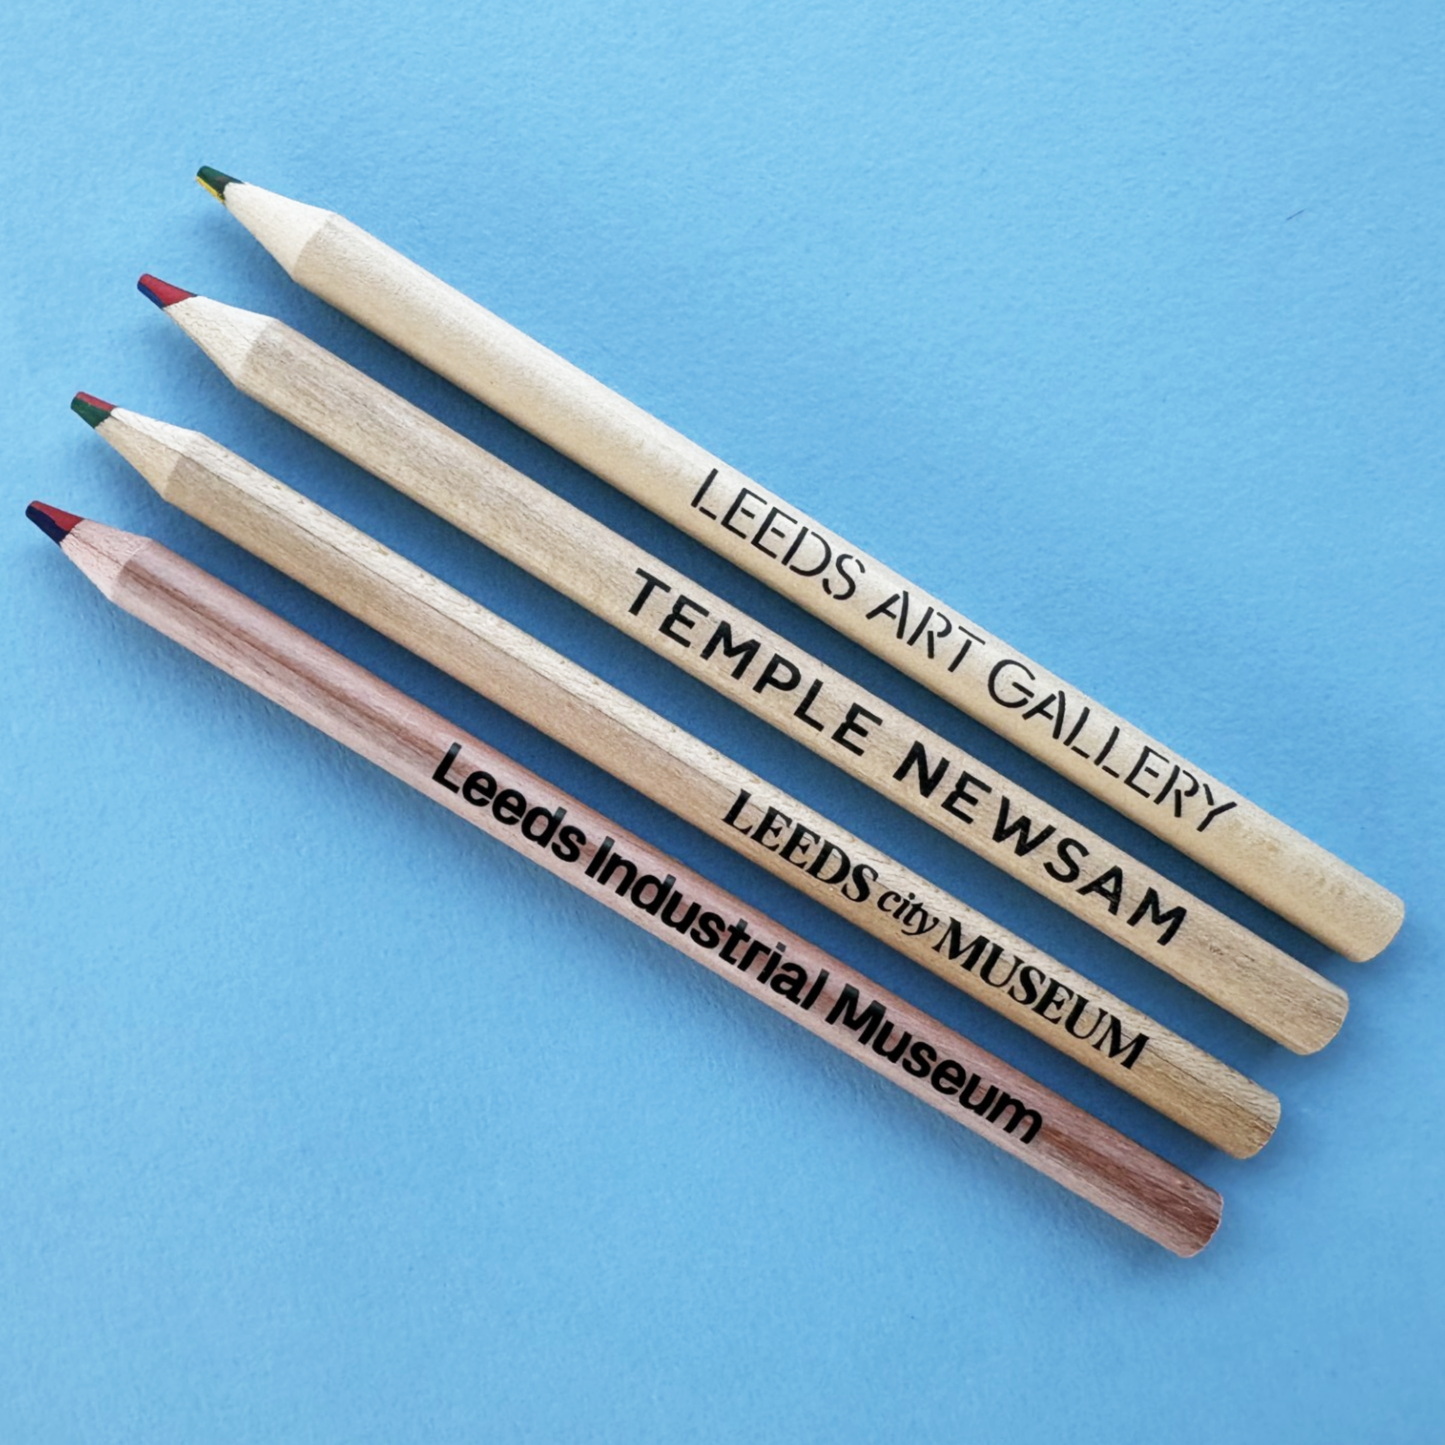 LEEDS ART GALLERY
TEMPLE NEWSAM
LEEDS city MUSEUM
Leeds Industrial Museum